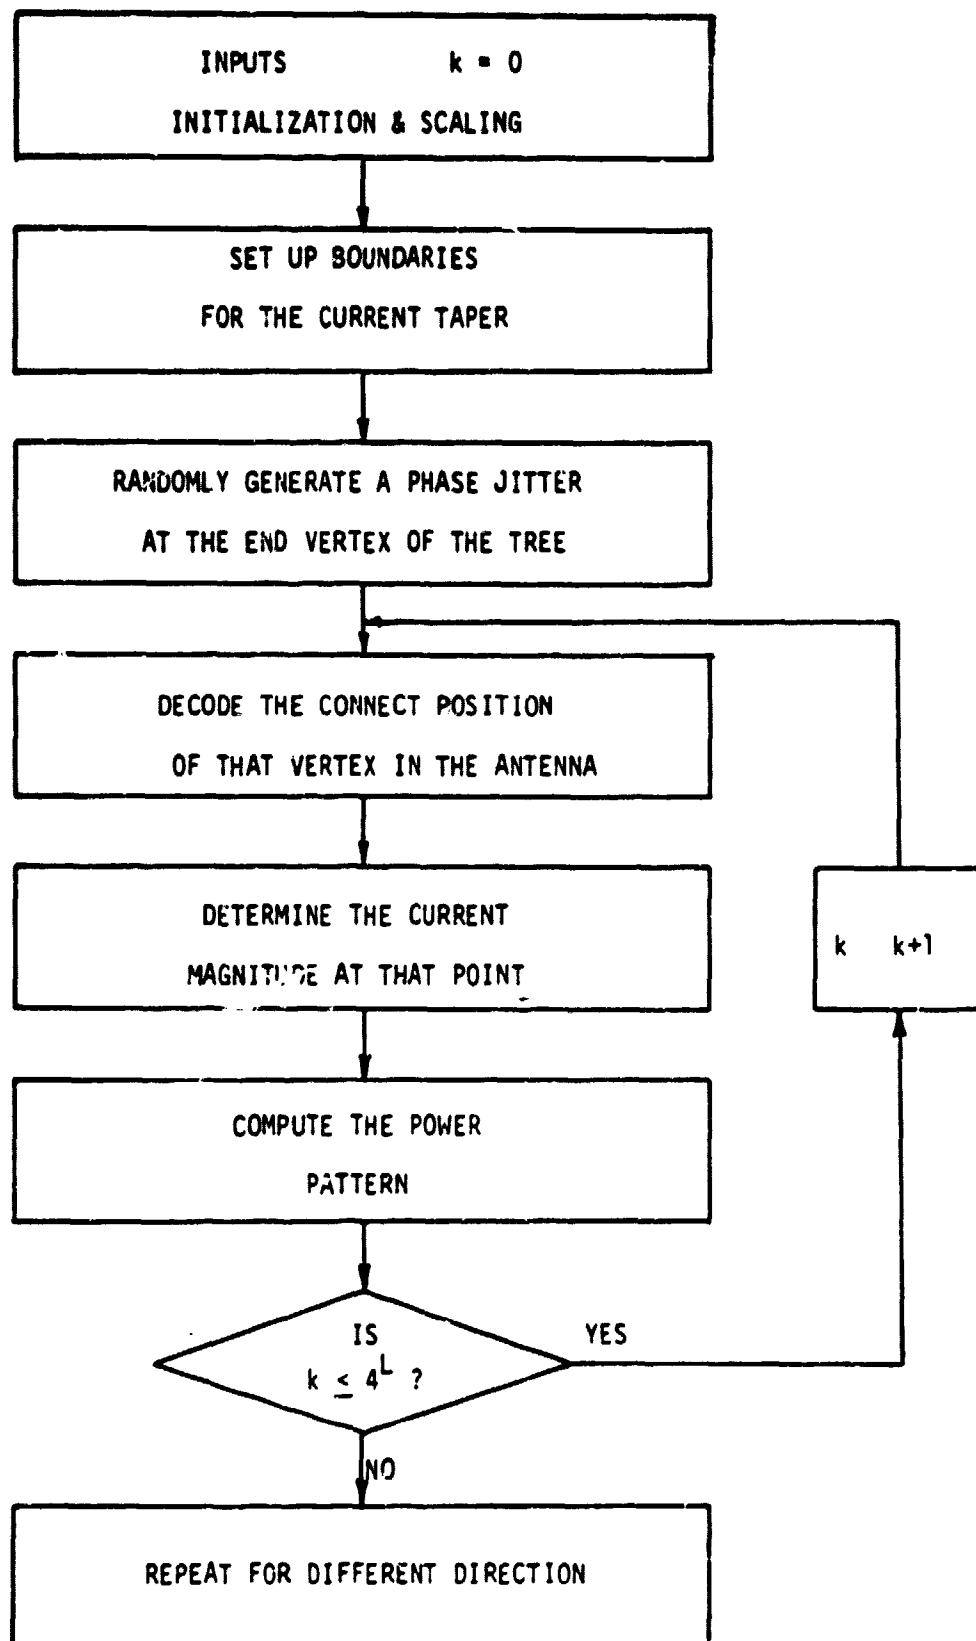 INPUTS k = 0
INITIALIZATION & SCALING
SET UP BOUNDARIES
FOR THE CURRENT TAPER
RANDOMLY GENERATE A PHASE JITTER
AT THE END VERTEX OF THE TREE
DECODE THE CONNECT POSITION
OF THAT VERTEX IN THE ANTENNA
DETERMINE THE CURRENT
MAGNITUDE AT THAT POINT
k k+1
COMPUTE THE POWER
PATTERN
IS
k ≤ 4^L ?
YES
NO
REPEAT FOR DIFFERENT DIRECTION